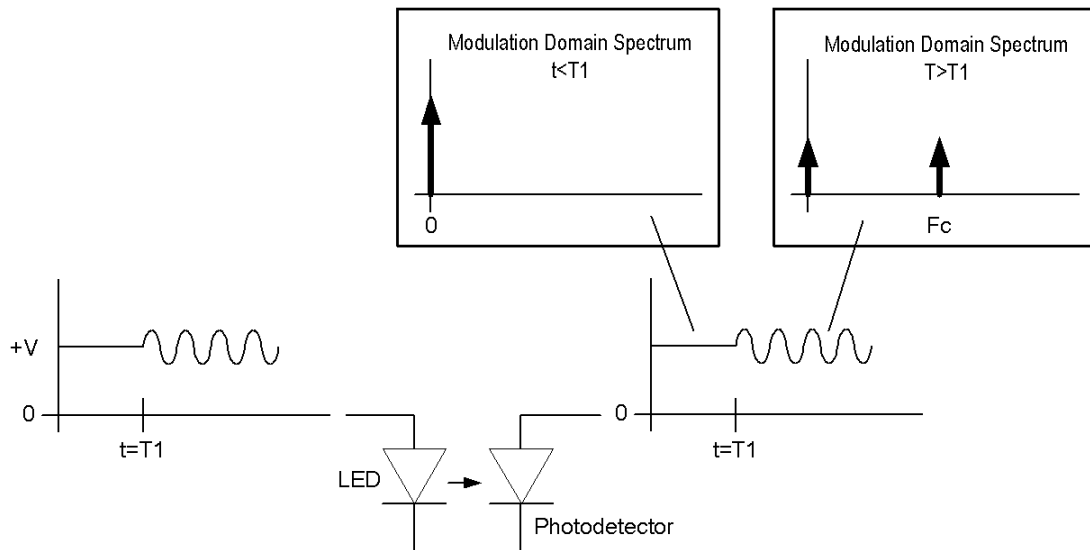 Modulation Domain Spectrum
t<T1
0
Modulation Domain Spectrum
T>T1
Fc
+V
0
t=T1
LED
Photodetector
0
t=T1